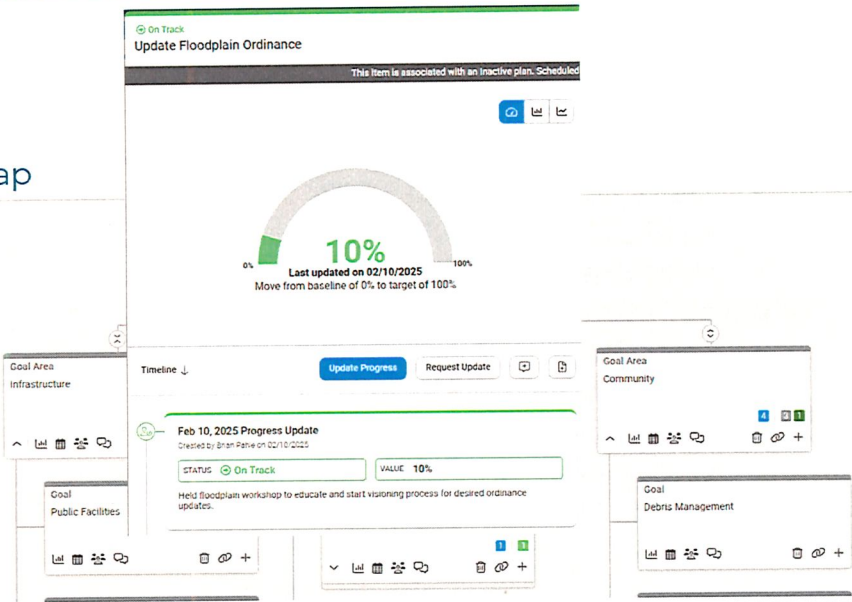 On Track
Update Floodplain Ordinance
This item is associated with an inactive plan. Scheduled
ap
10%
0%
100%
Last updated on 02/10/2025
Move from baseline of 0% to target of 100%
Goal Area
Infrastructure
Timeline ↓
Update Progress
Request Update
Goal Area
Community
4
1
Feb 10, 2025 Progress Update
Created by Brian on 02/10/2025
STATUS On Track
VALUE 10%
Held floodplain workshop to educate and start visioning process for desired ordinance
updates.
Goal
Public Facilities
1 1
Goal
Debris Management